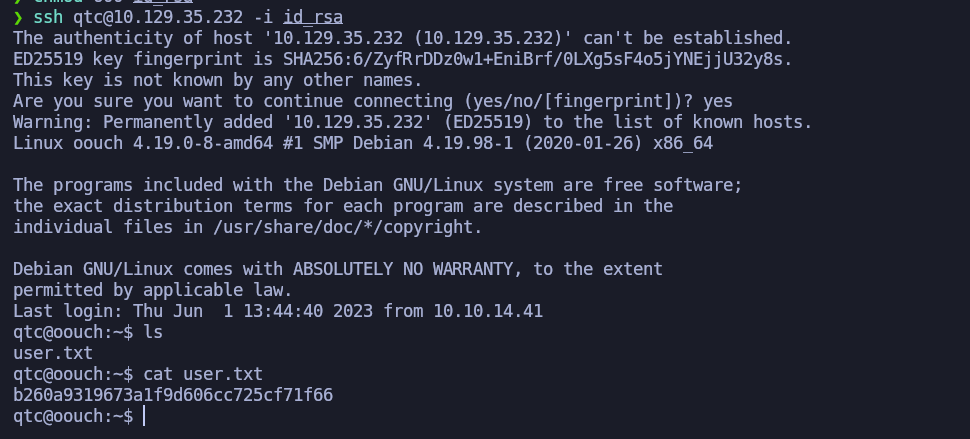 ❯ ssh qtc@10.129.35.232 -i id_rsa
The authenticity of host '10.129.35.232 (10.129.35.232)' can't be established.
ED25519 key fingerprint is SHA256:6/ZyfRrDDz0w1+EniBrf/0LXg5sF4o5jYNEjjU32y8s.
This key is not known by any other names.
Are you sure you want to continue connecting (yes/no/[fingerprint])? yes
Warning: Permanently added '10.129.35.232' (ED25519) to the list of known hosts.
Linux oouch 4.19.0-8-amd64 #1 SMP Debian 4.19.98-1 (2020-01-26) x86_64
The programs included with the Debian GNU/Linux system are free software;
the exact distribution terms for each program are described in the
individual files in /usr/share/doc/*/copyright.
Debian GNU/Linux comes with ABSOLUTELY NO WARRANTY, to the extent
permitted by applicable law.
Last login: Thu Jun  1 13:44:40 2023 from 10.10.14.41
qtc@oouch:~$ ls
user.txt
qtc@oouch:~$ cat user.txt
b260a9319673a1f9d606cc725cf71f66
qtc@oouch:~$